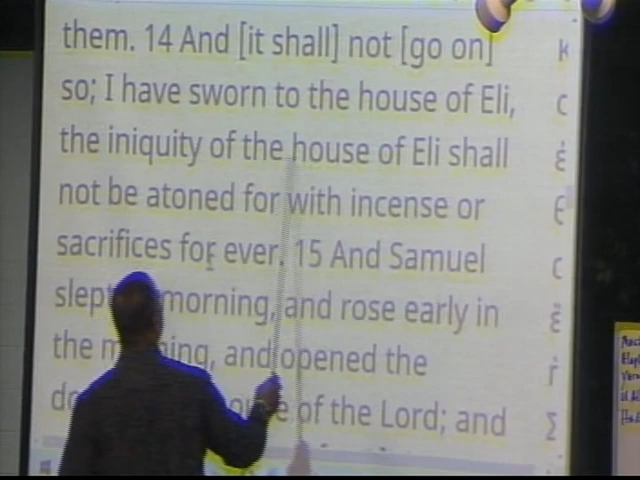 them. 14 And [it shall] not [go on]
so; I have sworn to the house of Eli,
the iniquity of the house of Eli shall
not be atoned for with incense or
sacrifices for ever. 15 And Samuel
slept morning, and rose early in
the and opened the
of the Lord; and